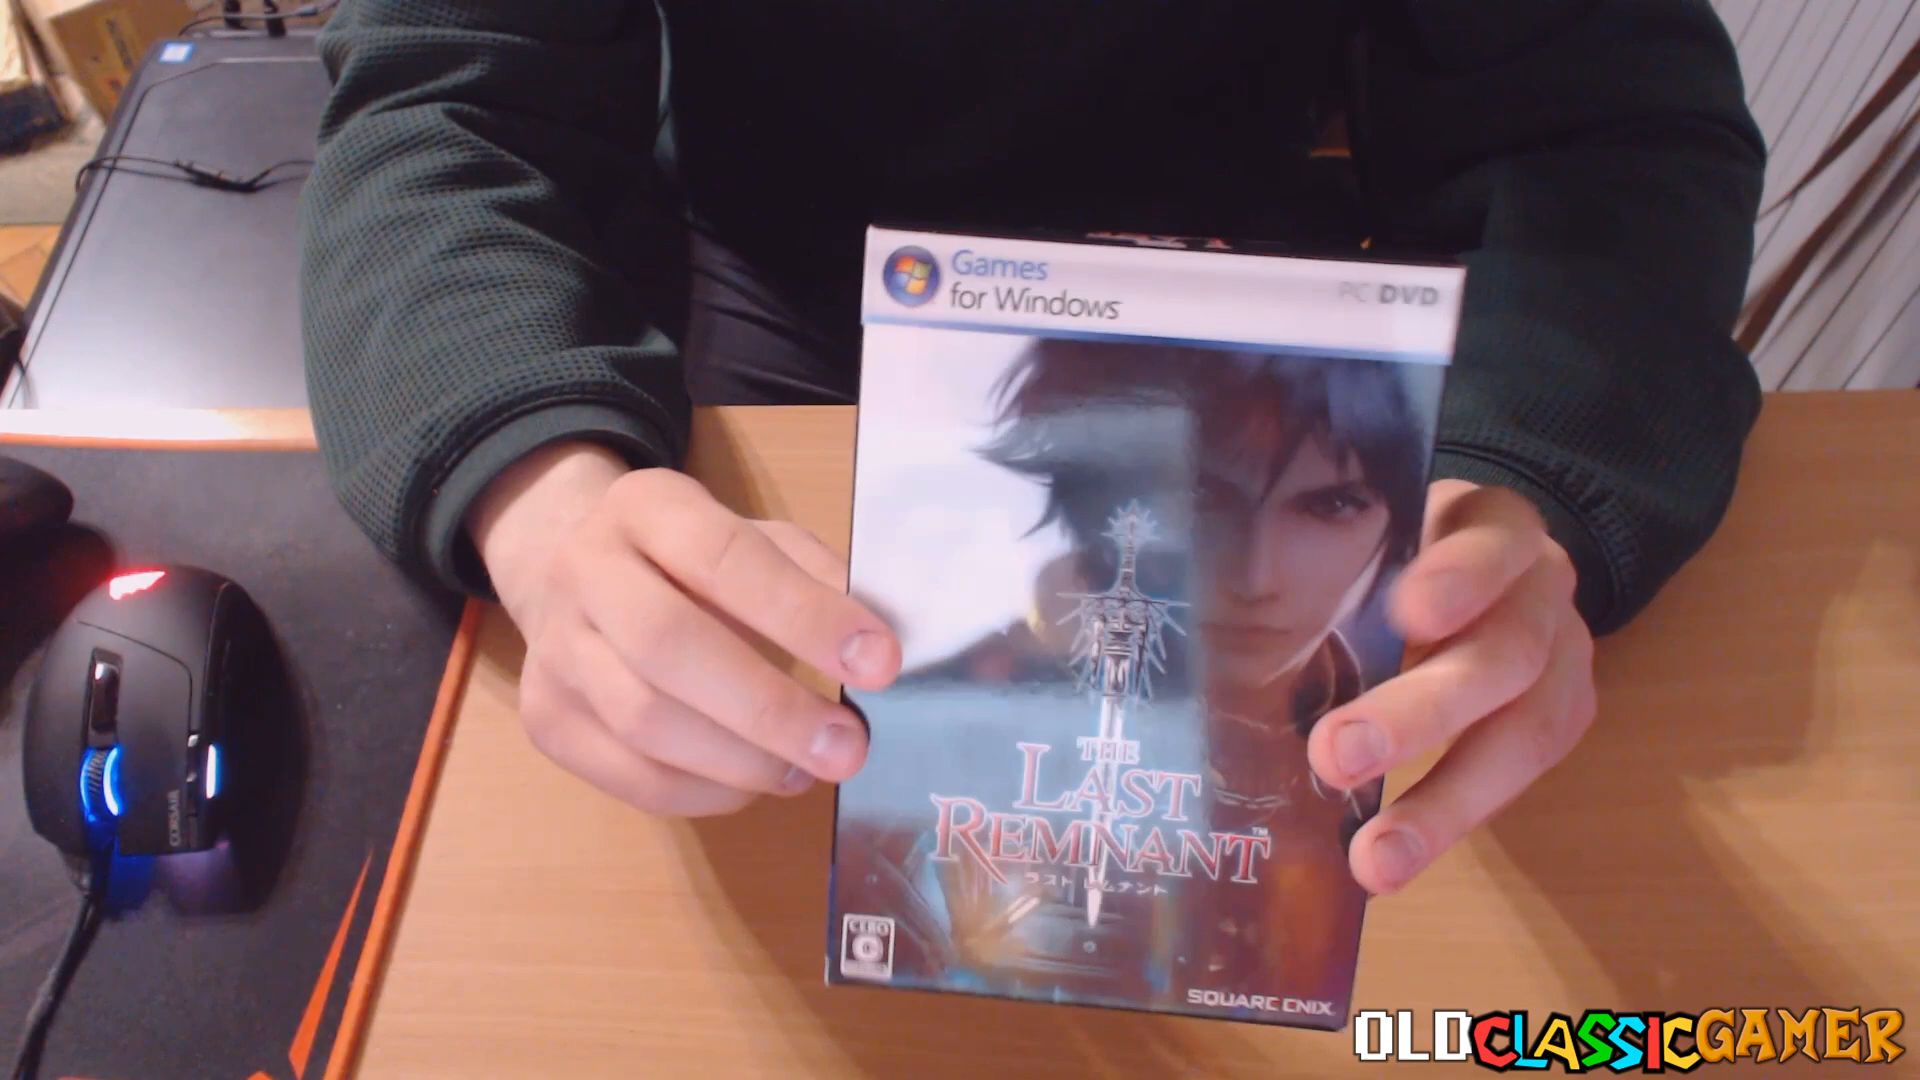 Games
for Windows
PC DVD
THE
LAST
REMNANT™
ラスト レムナント
CERO
C
SQUARE ENIX
CORSAIR
OLDCLASSICGAMER